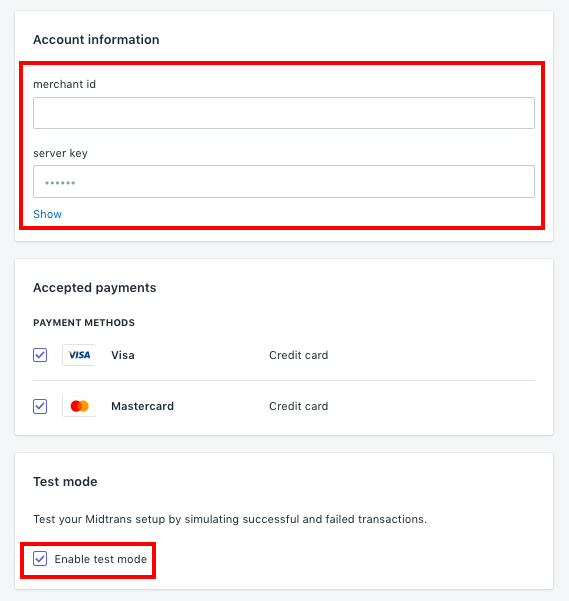 Account information
merchant id
server key
••••••
Show
Accepted payments
PAYMENT METHODS
VISA Visa Credit card
Mastercard Credit card
Test mode
Test your Midtrans setup by simulating successful and failed transactions.
Enable test mode